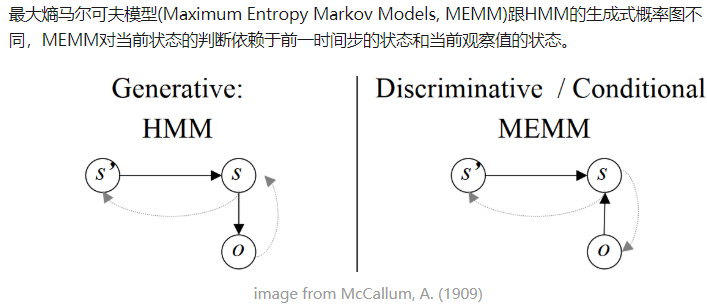 最大熵马尔可夫模型(Maximum Entropy Markov Models, MEMM)跟HMM的生成式概率图不
同，MEMM对当前状态的判断依赖于前一时间步的状态和当前观察值的状态。
Generative:
HMM
s’
s
o
Discriminative / Conditional
MEMM
s’
s
o
image from McCallum, A. (1909)